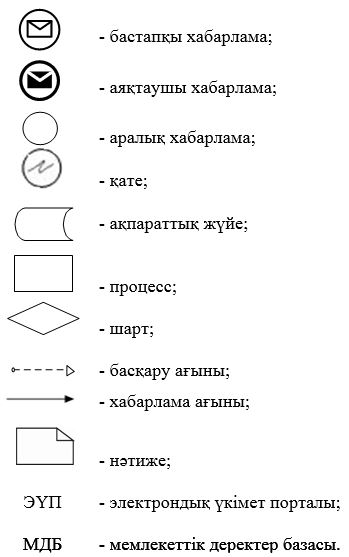 - бастапқы хабарлама;
- аяқтаушы хабарлама;
- аралық хабарлама;
- қате;
- ақпараттық жүйе;
- процесс;
- шарт;
- басқару ағыны;
- хабарлама ағыны;
- нәтиже;
ЭҮП - электрондық үкімет порталы;
МДБ - мемлекеттік деректер базасы.